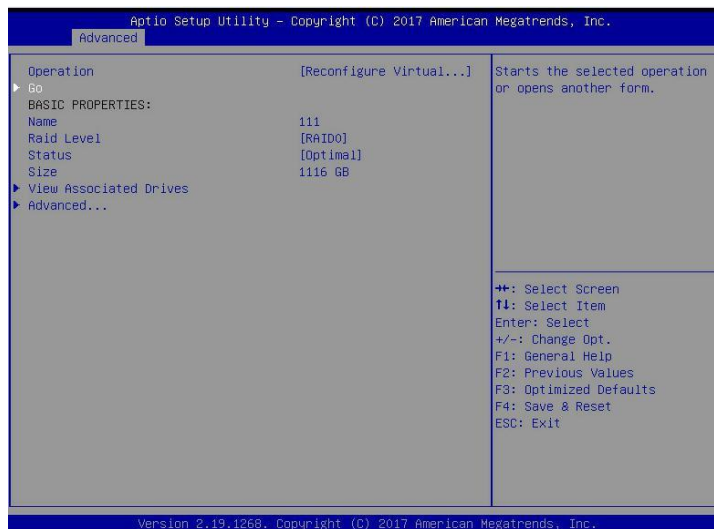 Aptio Setup Utility – Copyright (C) 2017 American Megatrends, Inc.
Advanced
Operation [Reconfigure Virtual...]
Go
BASIC PROPERTIES:
Name 111
Raid Level [RAID0]
Status [Optimal]
Size 1116 GB
View Associated Drives
Advanced...
Starts the selected operation
or opens another form.
→←: Select Screen
↑↓: Select Item
Enter: Select
+/-: Change Opt.
F1: General Help
F2: Previous Values
F3: Optimized Defaults
F4: Save & Reset
ESC: Exit
Version 2.19.1268. Copyright (C) 2017 American Megatrends, Inc.